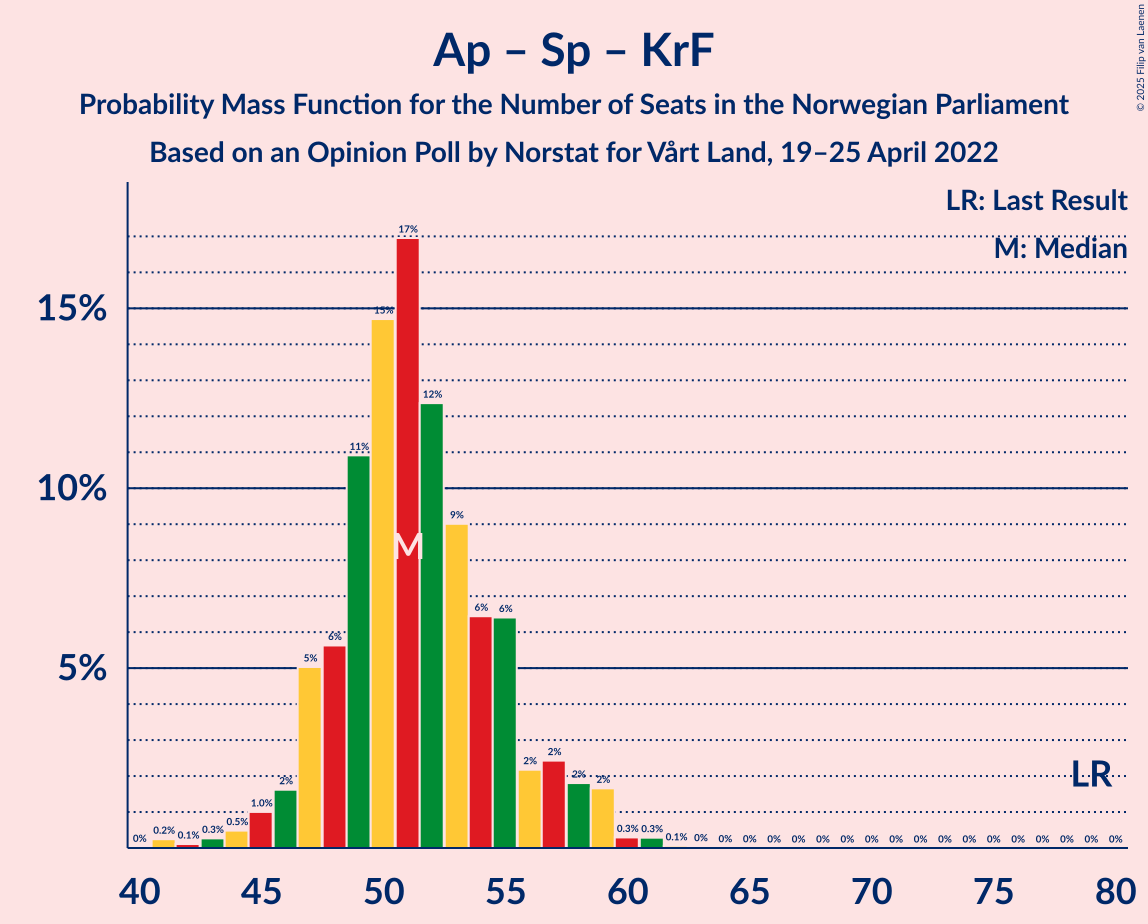 Ap – Sp – KrF
Probability Mass Function for the Number of Seats in the Norwegian Parliament
Based on an Opinion Poll by Norstat for Vårt Land, 19–25 April 2022
© 2025 Filip van Laenen
LR: Last Result
M: Median
15%
10%
5%
0% 0.2% 0.1% 0.3% 0.5% 1.0% 2% 5% 6% 11% 15% 17% 12% 9% 6% 6% 2% 2% 2% 2% 0.3% 0.3% 0.1% 0% 0% 0% 0% 0% 0% 0% 0% 0% 0% 0% 0% 0% 0% 0% 0% 0% 0%
M
LR
40 45 50 55 60 65 70 75 80